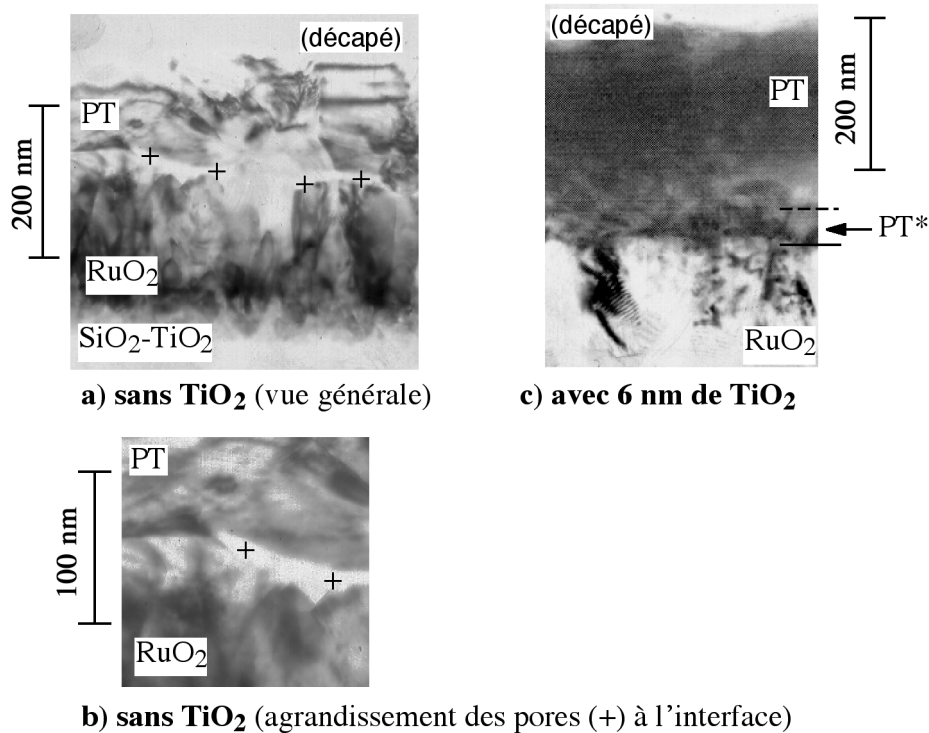 (décapé)
PT
200 nm
RuO2
SiO2-TiO2
a) sans TiO2 (vue générale)
(décapé)
PT
200 nm
PT*
RuO2
c) avec 6 nm de TiO2
PT
100 nm
RuO2
b) sans TiO2 (agrandissement des pores (+) à l'interface)